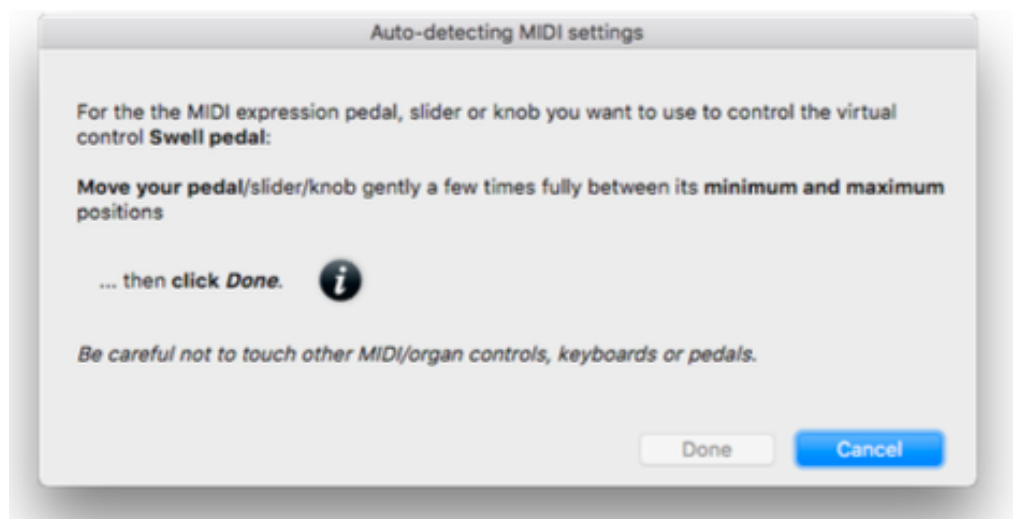 Auto-detecting MIDI settings
For the the MIDI expression pedal, slider or knob you want to use to control the virtual
control Swell pedal:
Move your pedal/slider/knob gently a few times fully between its minimum and maximum
positions
... then click Done.
Be careful not to touch other MIDI/organ controls, keyboards or pedals.
Done Cancel